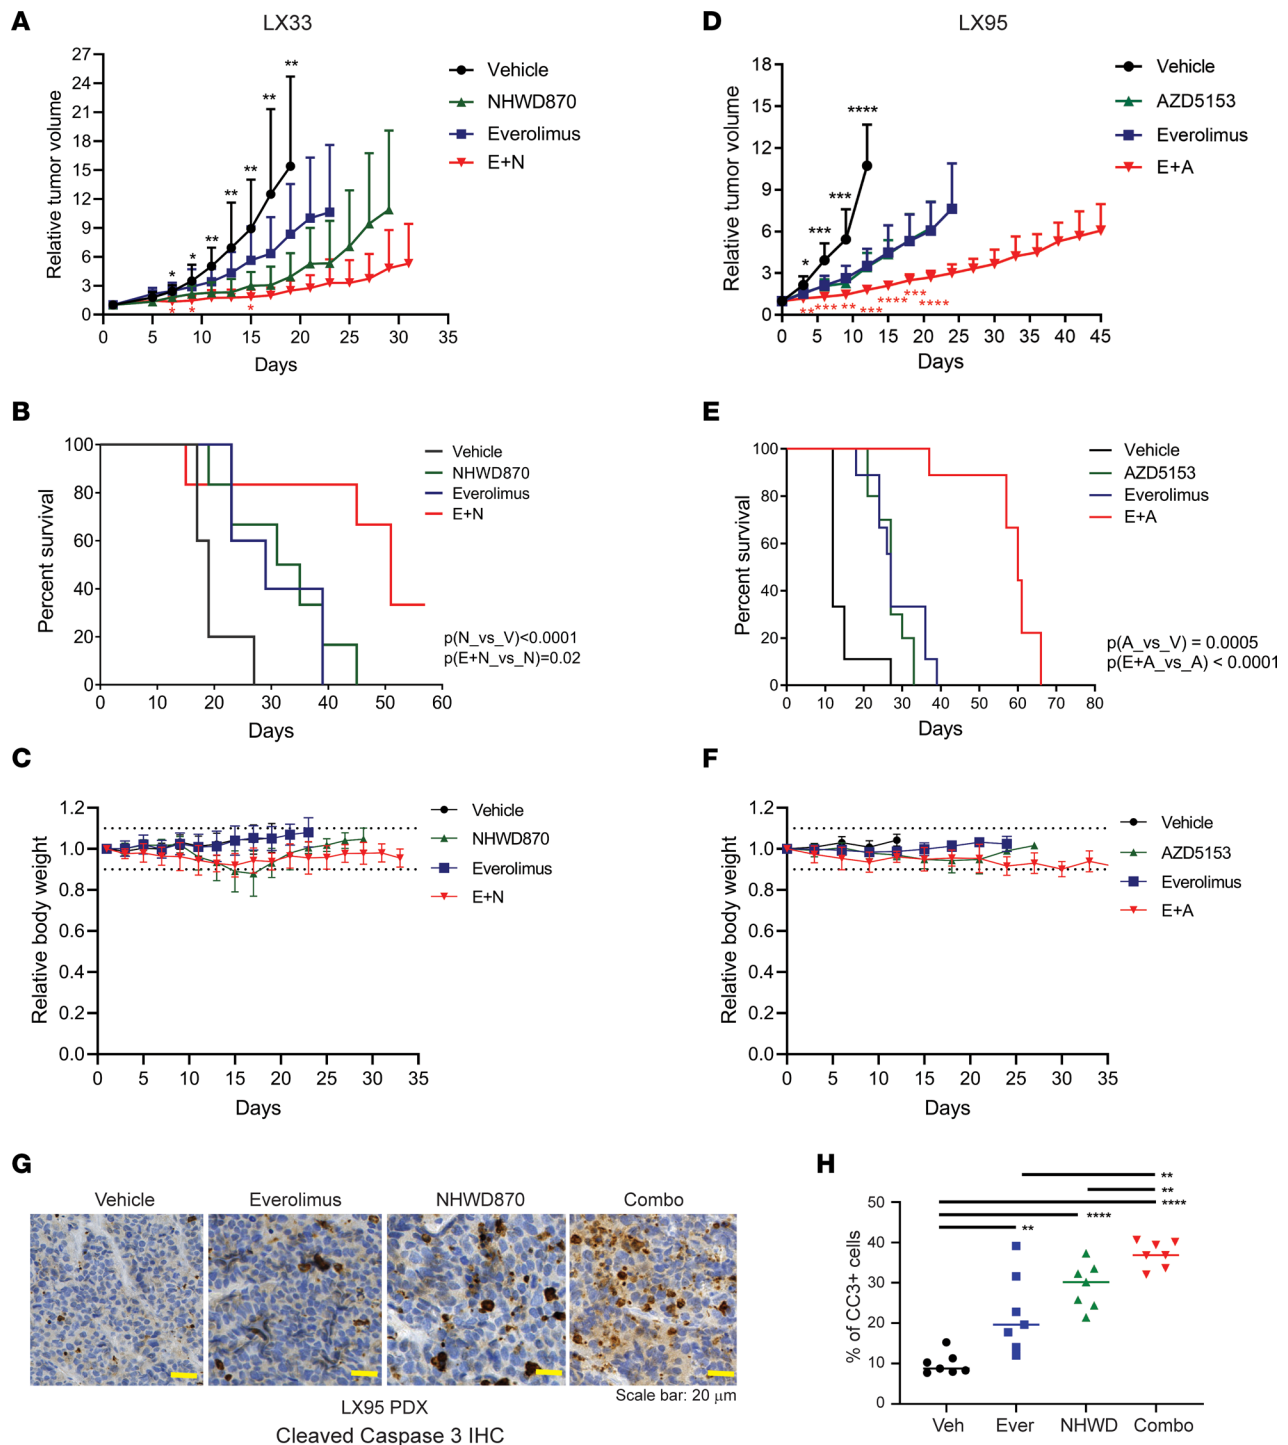 A
LX33
27
24
21
18
15
12
9
6
3
0
Relative tumor volume
** ** ** ** ** * *
* * *
0 5 10 15 20 25 30 35
Days
Vehicle
NHWD870
Everolimus
E+N
D
LX95
18
15
12
9
6
3
0
Relative tumor volume
**** *** *** *
** *** ** *** **** *** ****
0 5 10 15 20 25 30 35 40 45
Days
Vehicle
AZD5153
Everolimus
E+A
B
100
80
60
40
20
0
Percent survival
0 10 20 30 40 50 60
Days
Vehicle
NHWD870
Everolimus
E+N
p(N_vs_V)<0.0001
p(E+N_vs_N)=0.02
E
100
80
60
40
20
0
Percent survival
0 10 20 30 40 50 60 70 80
Days
Vehicle
AZD5153
Everolimus
E+A
p(A_vs_V) = 0.0005
p(E+A_vs_A) < 0.0001
C
1.2
1.0
0.8
0.6
0.4
0.2
0.0
Relative body weight
0 5 10 15 20 25 30 35
Days
Vehicle
NHWD870
Everolimus
E+N
F
1.2
1.0
0.8
0.6
0.4
0.2
0.0
Relative body weight
0 5 10 15 20 25 30 35
Days
Vehicle
AZD5153
Everolimus
E+A
G
Vehicle Everolimus NHWD870 Combo
Scale bar: 20 μm
LX95 PDX
Cleaved Caspase 3 IHC
H
**
**
****
****
**
50
40
30
20
10
0
% of CC3+ cells
Veh Ever NHWD Combo